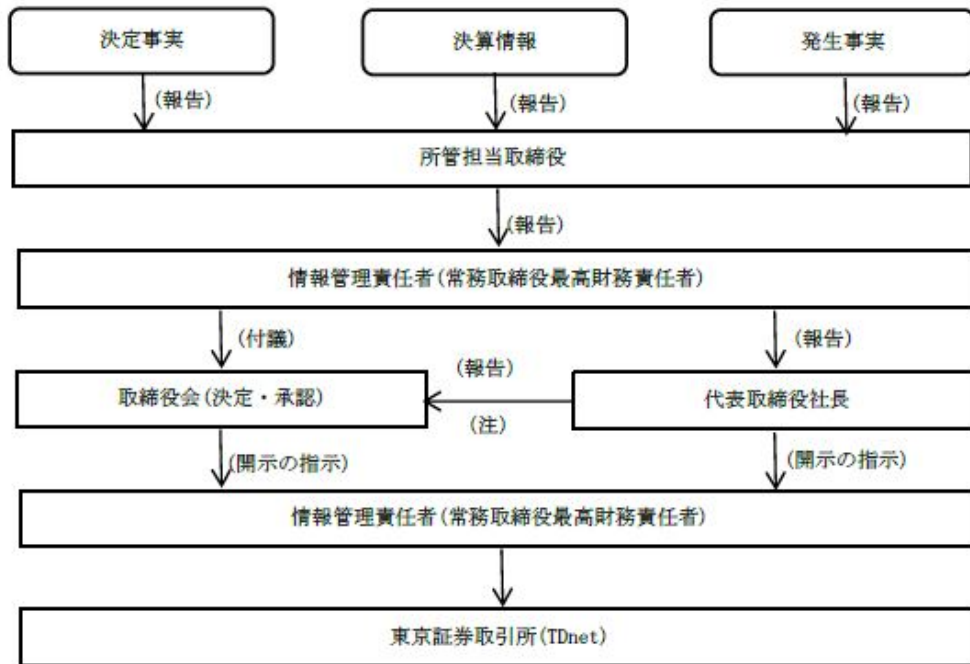 決定事実
決算情報
発生事実
(報告)
(報告)
(報告)
所管担当取締役
(報告)
情報管理責任者(常務取締役最高財務責任者)
(付議)
(報告)
(報告)
取締役会(決定・承認)
代表取締役社長
(注)
(開示の指示)
(開示の指示)
情報管理責任者(常務取締役最高財務責任者)
東京証券取引所(TDnet)